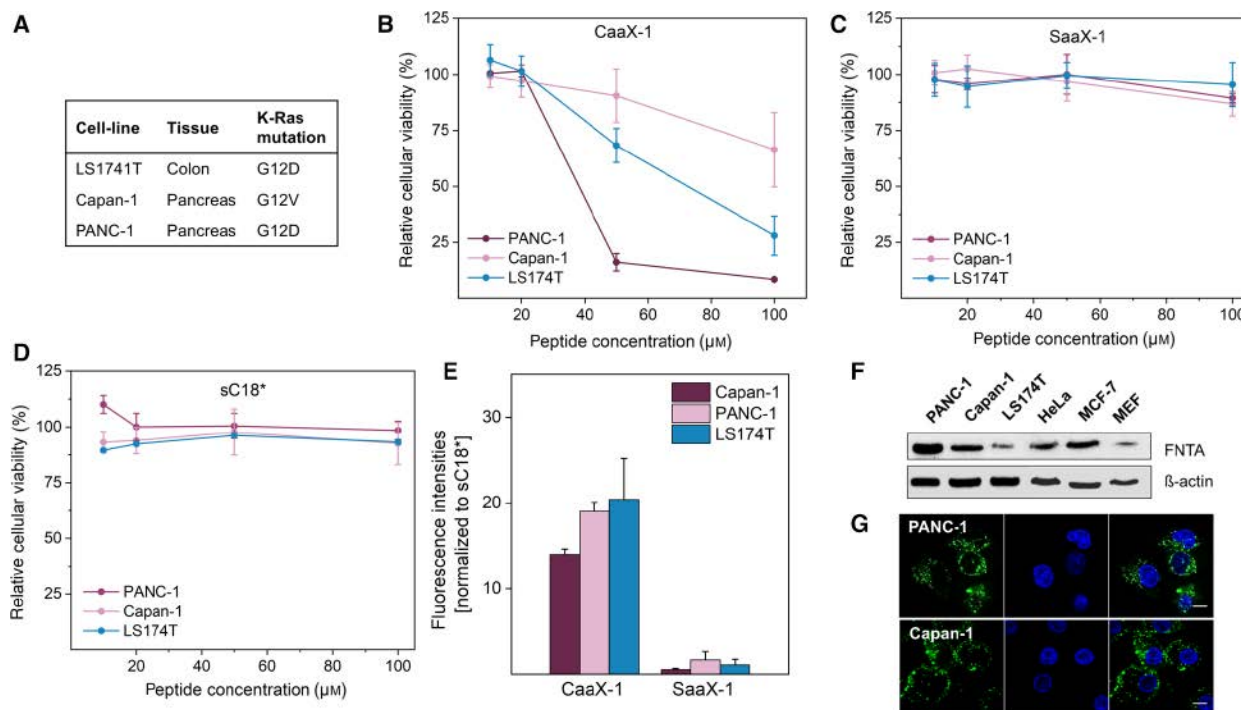 A
Cell-line Tissue K-Ras mutation
LS1741T Colon G12D
Capan-1 Pancreas G12V
PANC-1 Pancreas G12D
B
CaaX-1
Relative cellular viability (%)
125
100
75
50
25
PANC-1
Capan-1
LS174T
20 40 60 80 100
Peptide concentration (µM)
C
SaaX-1
Relative cellular viability (%)
125
100
75
50
25
PANC-1
Capan-1
LS174T
20 40 60 80 100
Peptide concentration (µM)
D
sC18*
Relative cellular viability (%)
125
100
75
50
25
PANC-1
Capan-1
LS174T
20 40 60 80 100
Peptide concentration (µM)
E
Fluorescence intensities
[normalized to sC18*]
30
20
10
Capan-1
PANC-1
LS174T
CaaX-1 SaaX-1
F
PANC-1 Capan-1 LS174T HeLa MCF-7 MEF
FNTA
ß-actin
G
PANC-1
Capan-1